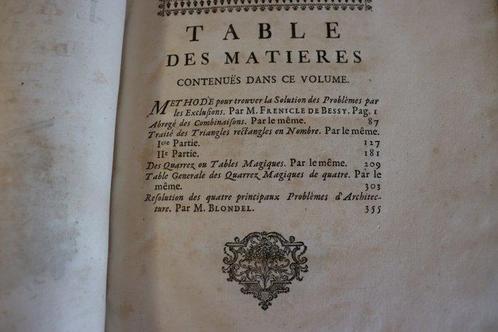 TABLE
DES MATIERES
CONTENUËS DANS CE VOLUME.
METHODE pour trouver la Solution des Problèmes par
les Exclusions. Par M. FRENICLE DE BESSY. Pag. 1
Abregé des Combinaisons. Par le même. 87
Traité des Triangles rectangles en Nombre. Par le même.
Iere Partie. 127
IIe Partie. 181
Des Quarrez ou Tables Magiques. Par le même. 209
Table Generale des Quarrez Magiques de quatre. Par le
même. 303
Resolution des quatre principaux Problêmes d'Architec-
ture. Par M. BLONDEL. 355